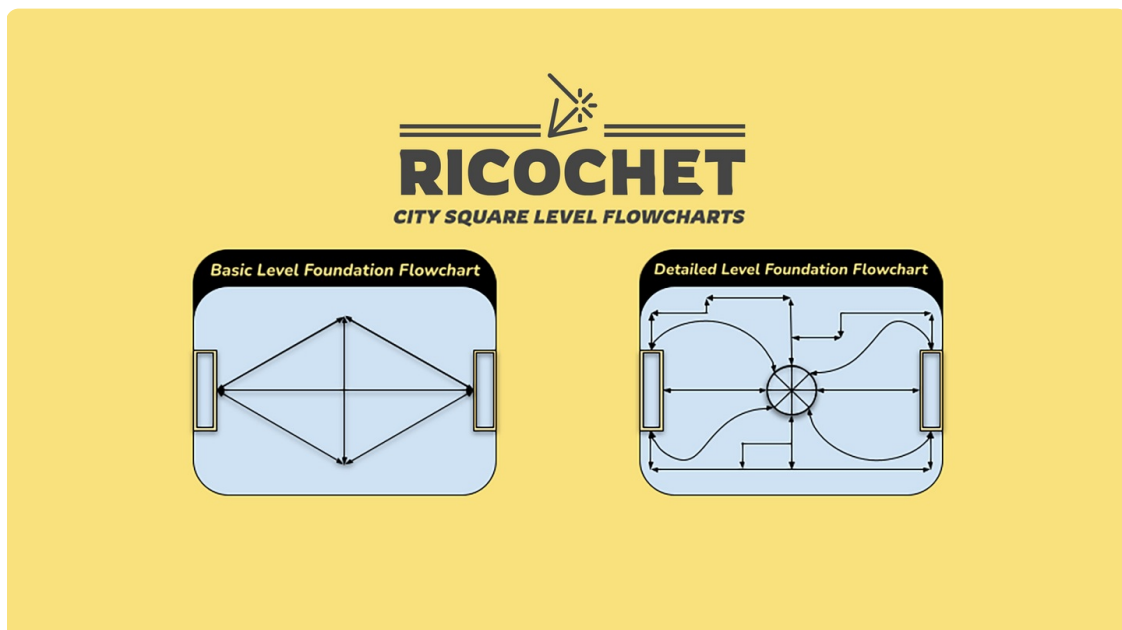 RICOCHET
CITY SQUARE LEVEL FLOWCHARTS
Basic Level Foundation Flowchart
Detailed Level Foundation Flowchart